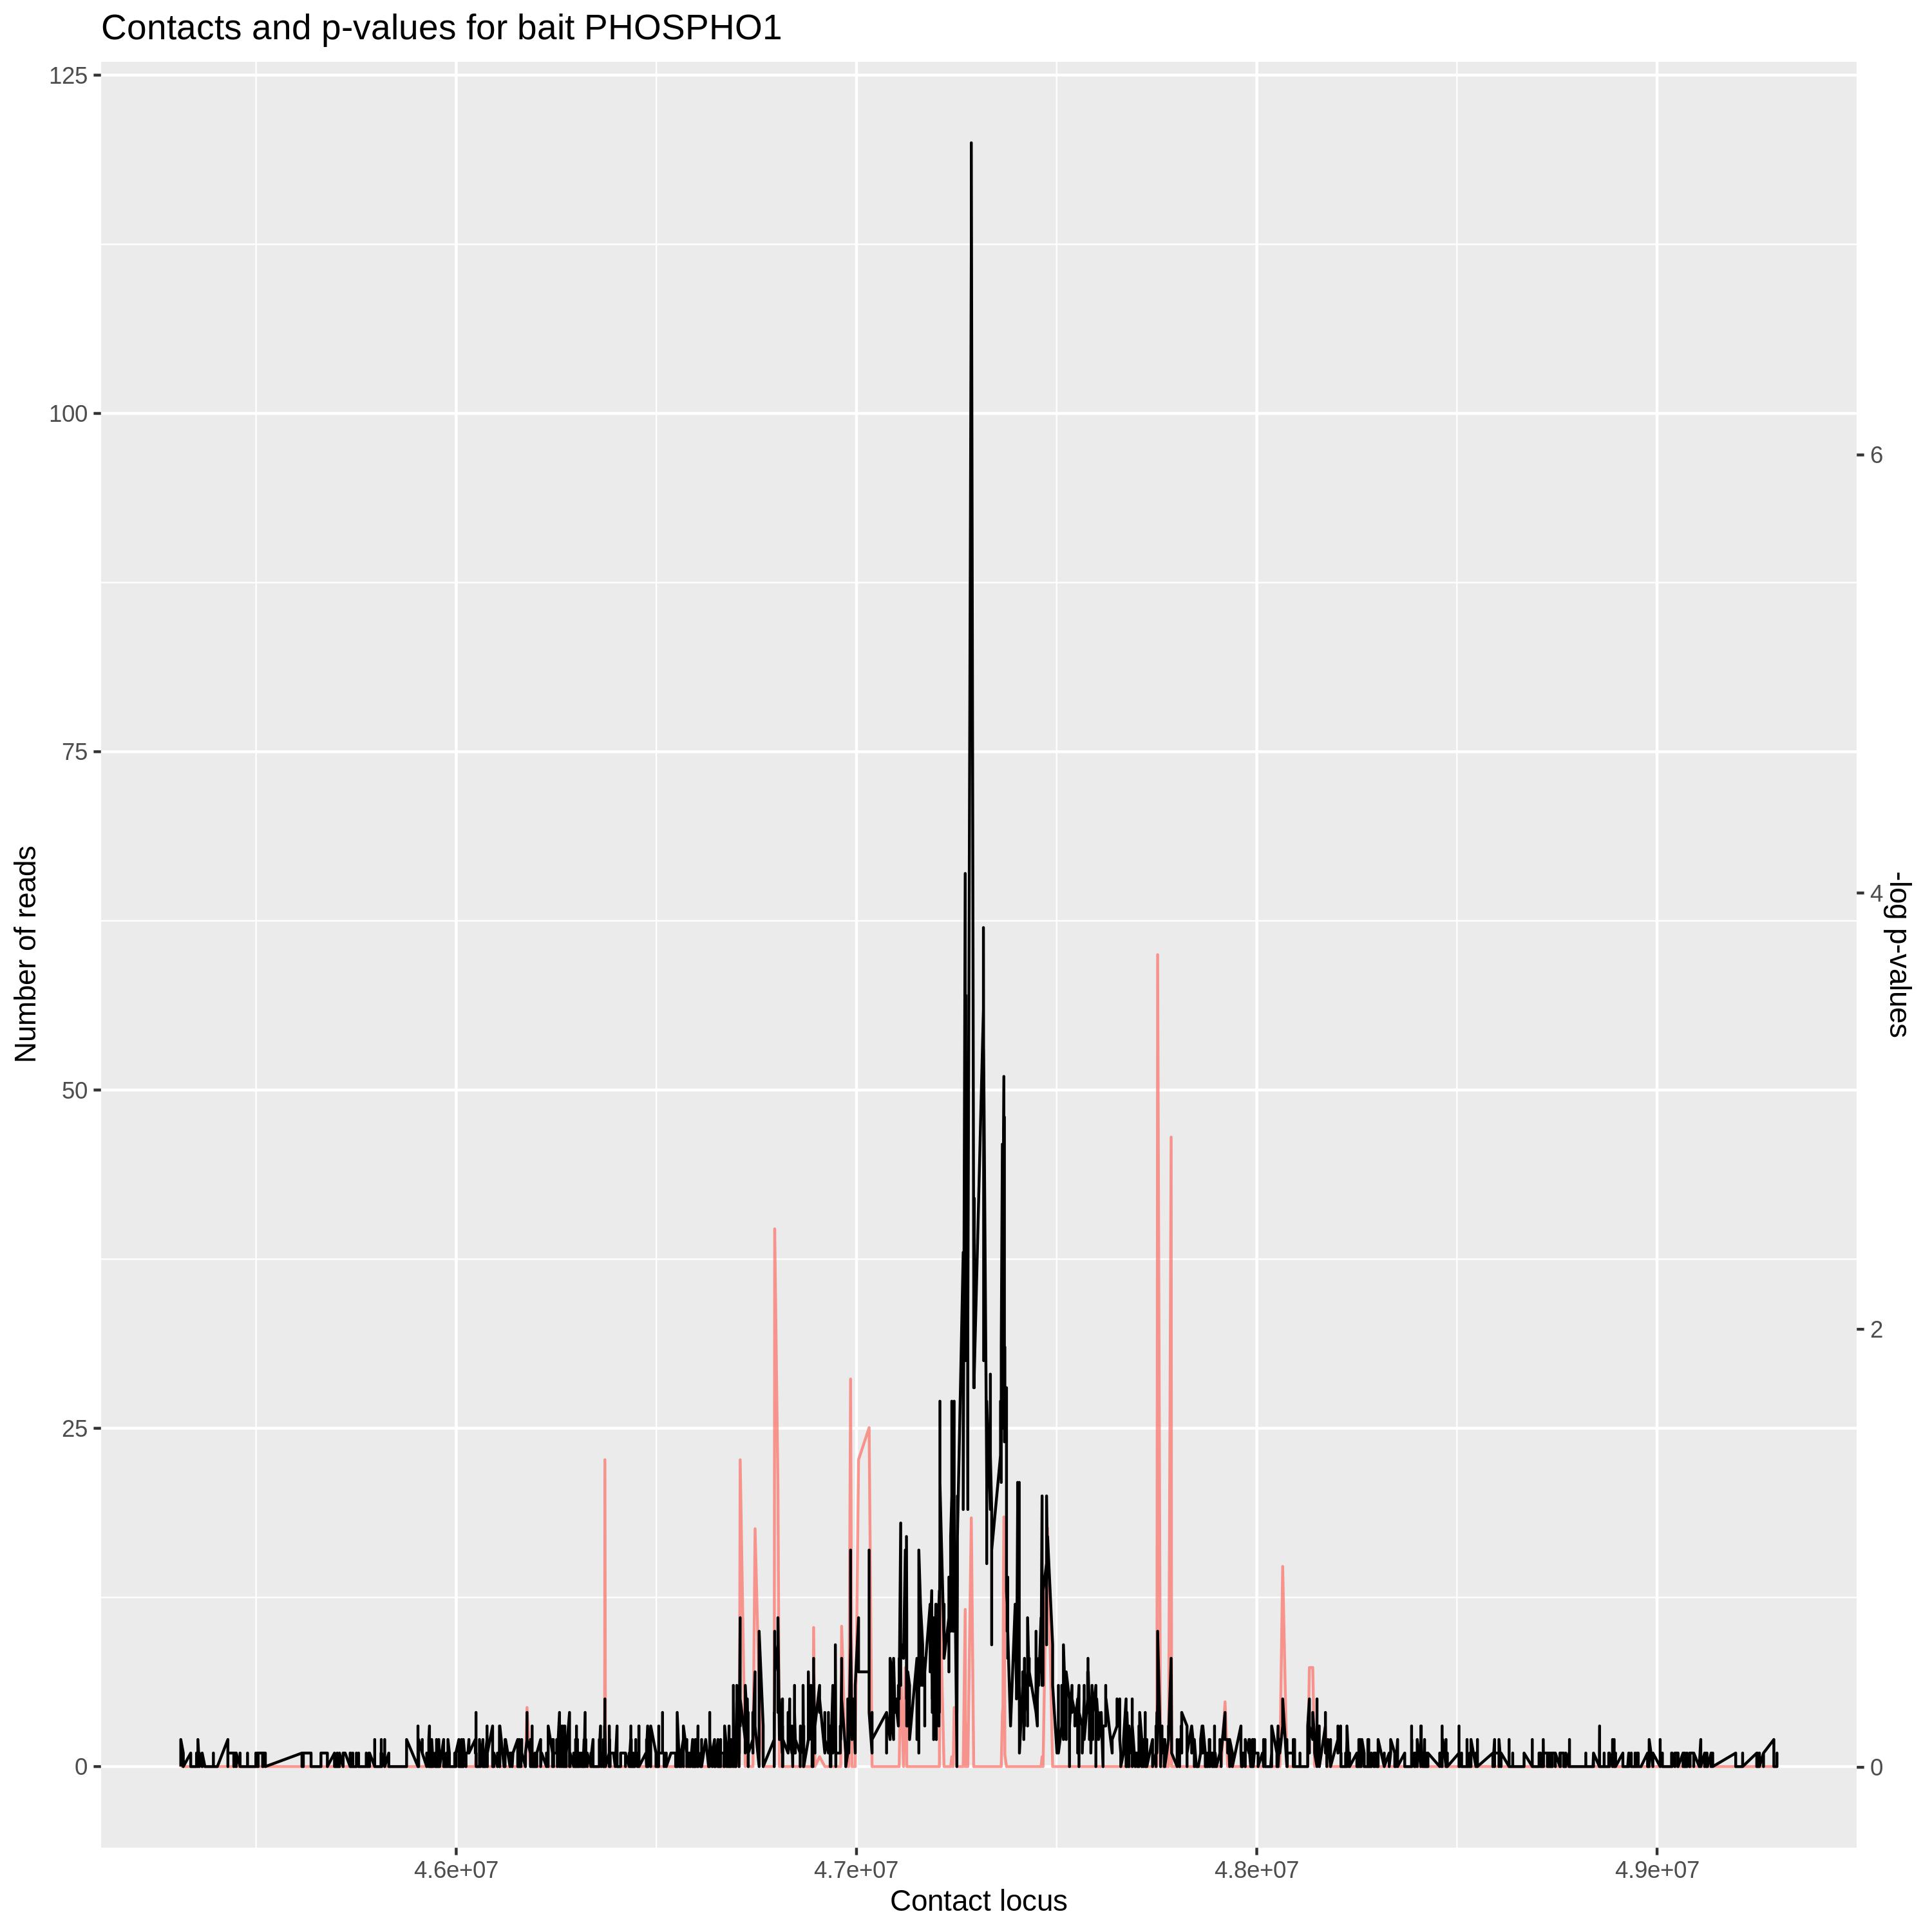 Contacts and p-values for bait PHOSPHO1
125
100
75
50
25
0
Number of reads
6
4
2
0
-log p-values
4.6e+07 4.7e+07 4.8e+07 4.9e+07
Contact locus